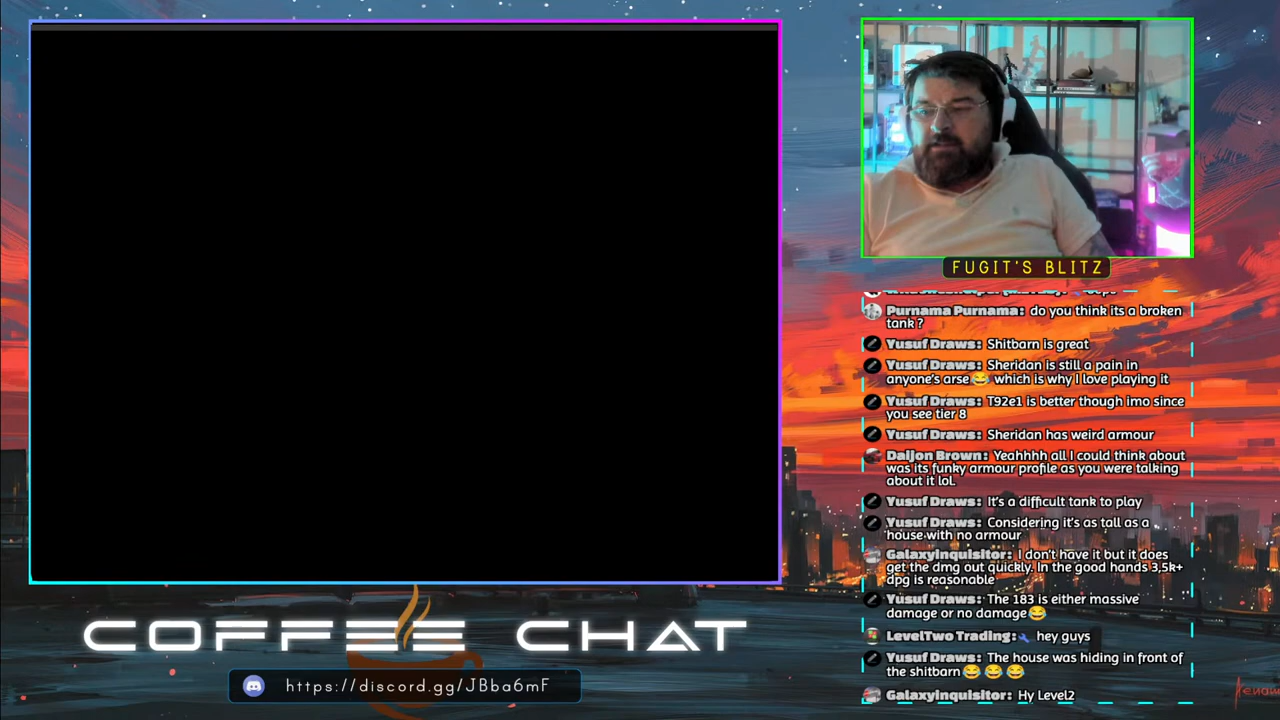 FUGIT'S BLITZ
Purnama Purnama: do you think its a broken
tank ?
Yusuf Draws: Shitbarn is great
Yusuf Draws: Sheridan is still a pain in
anyone's arse😂 which is why I love playing it
Yusuf Draws: T92e1 is better though imo since
you see tier 8
Yusuf Draws: Sheridan has weird armour
Daijon Brown: Yeahhhh all I could think about
was its funky armour profile as you were talking
about it lol.
Yusuf Draws: It's a difficult tank to play
Yusuf Draws: Considering it's as tall as a
house with no armour
GalaxyInquisitor: I don't have it but it does
get the dmg out quickly. In the good hands 3,5k+
dpg is reasonable
Yusuf Draws: The 183 is either massive
damage or no damage😂
LevelTwo Trading: hey guys
Yusuf Draws: The house was hiding in front of
the shitbarn😂😂😂
GalaxyInquisitor: Hy Level2
COFFEE CHAT
https://discord.gg/JBba6mF